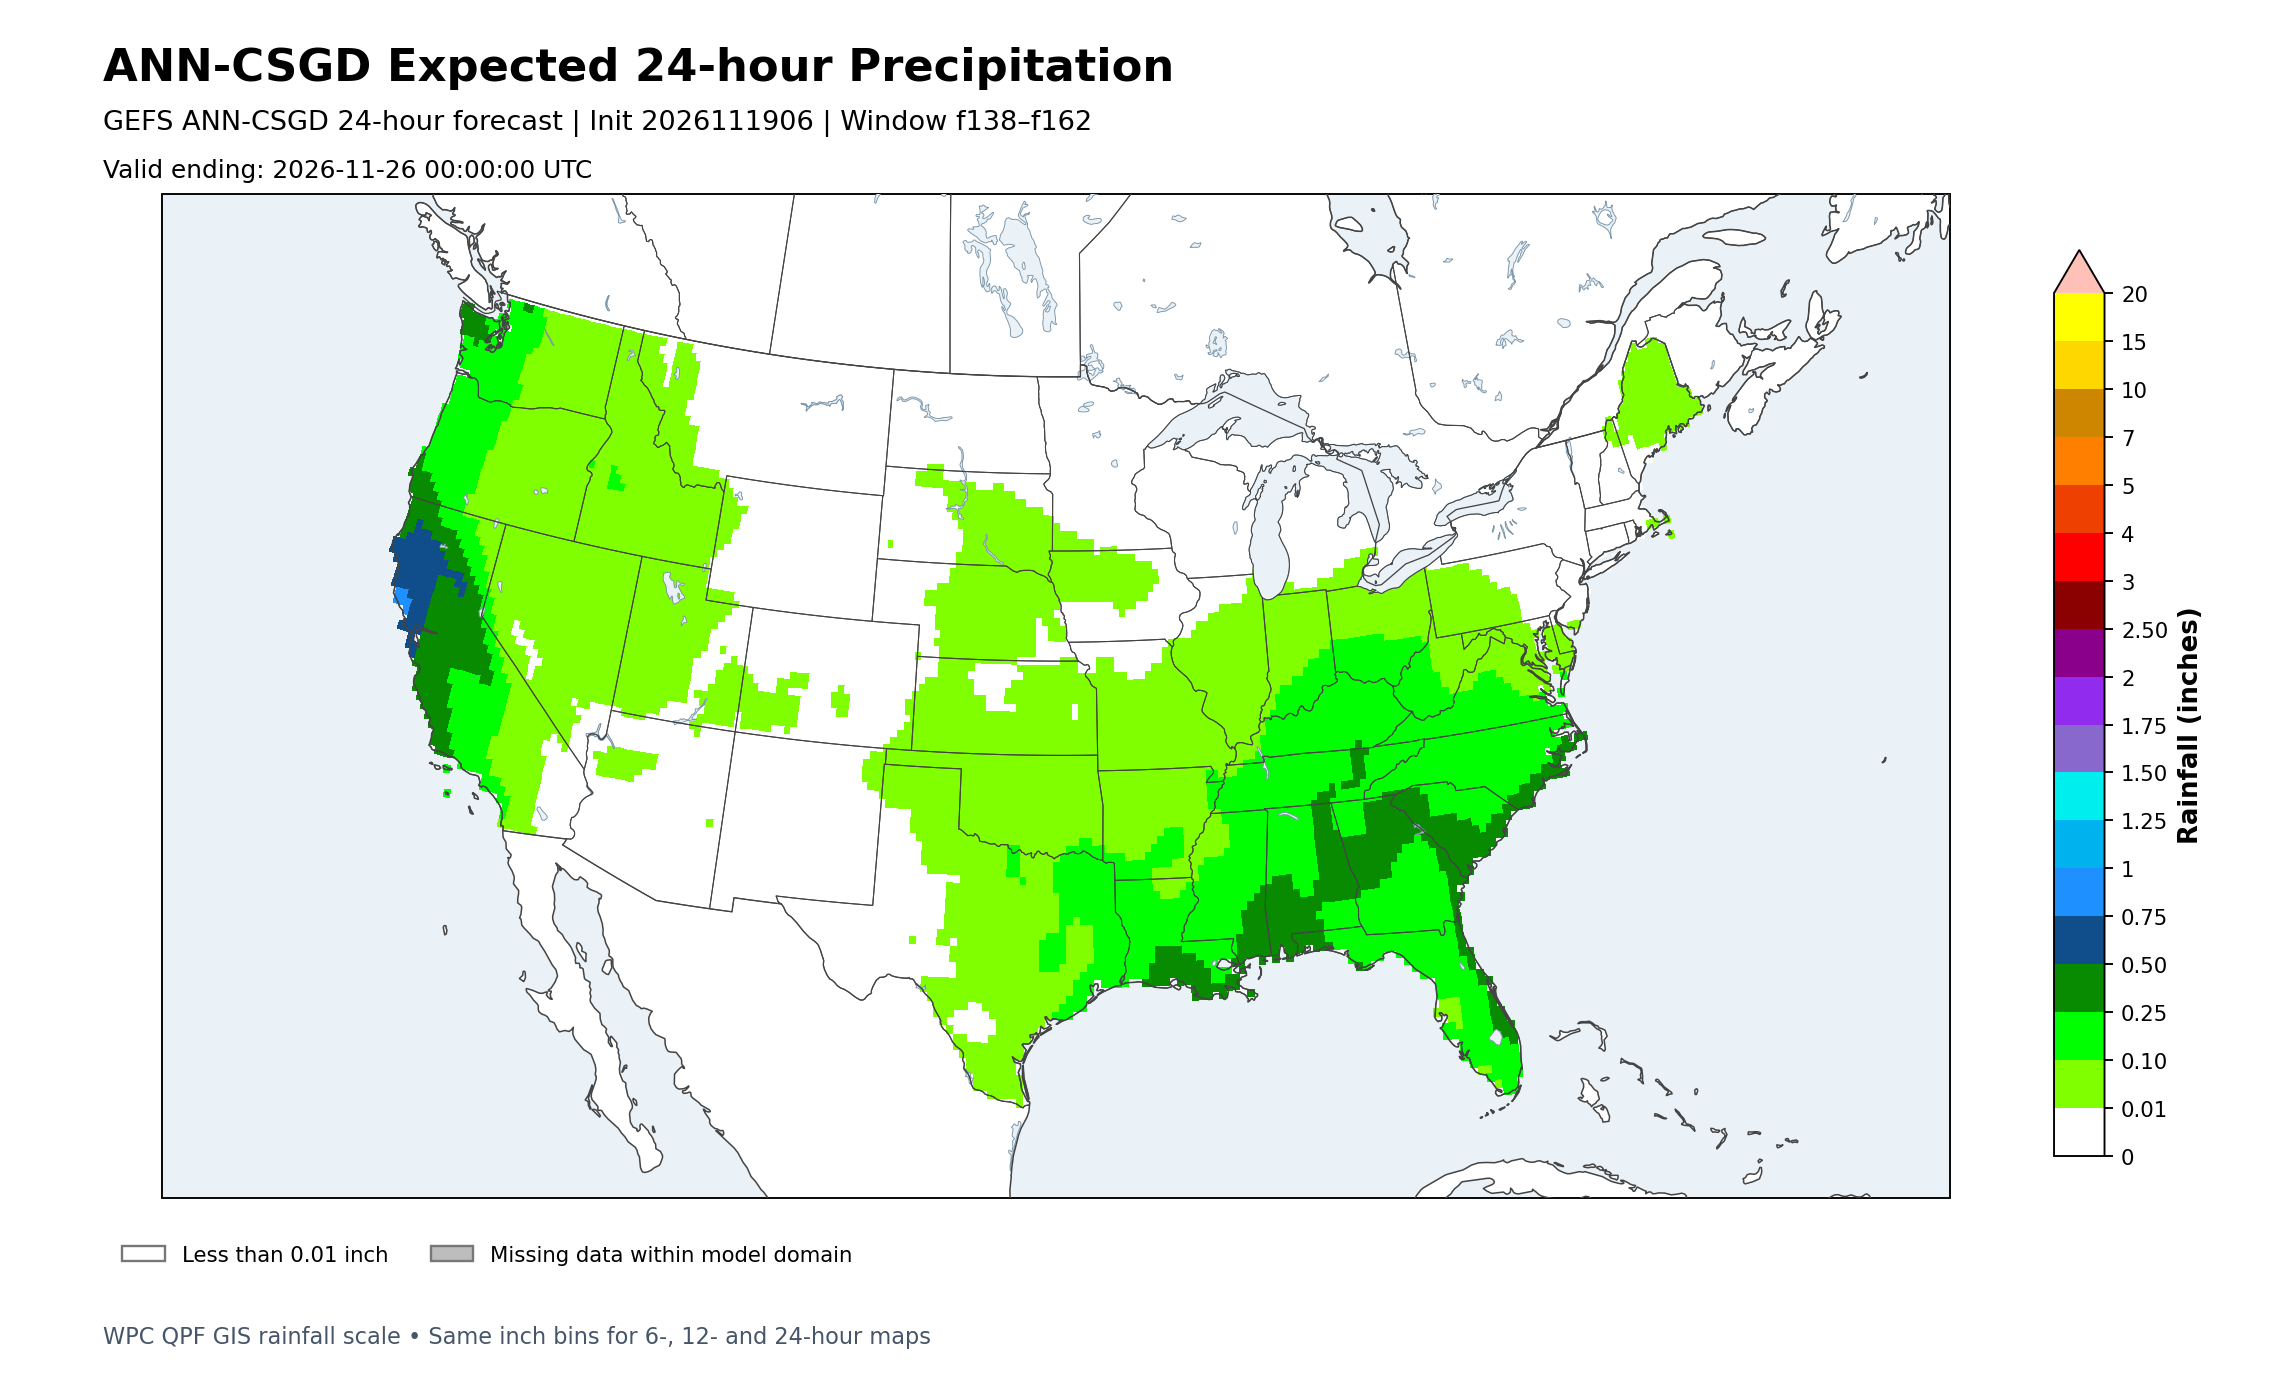 ANN-CSGD Expected 24-hour Precipitation
GEFS ANN-CSGD 24-hour forecast | Init 2026111906 | Window f138–f162
Valid ending: 2026-11-26 00:00:00 UTC
20
15
10
7
5
4
3
2.50
2
1.75
1.50
1.25
1
0.75
0.50
0.25
0.10
0.01
0
Rainfall (inches)
Less than 0.01 inch
Missing data within model domain
WPC QPF GIS rainfall scale • Same inch bins for 6-, 12- and 24-hour maps